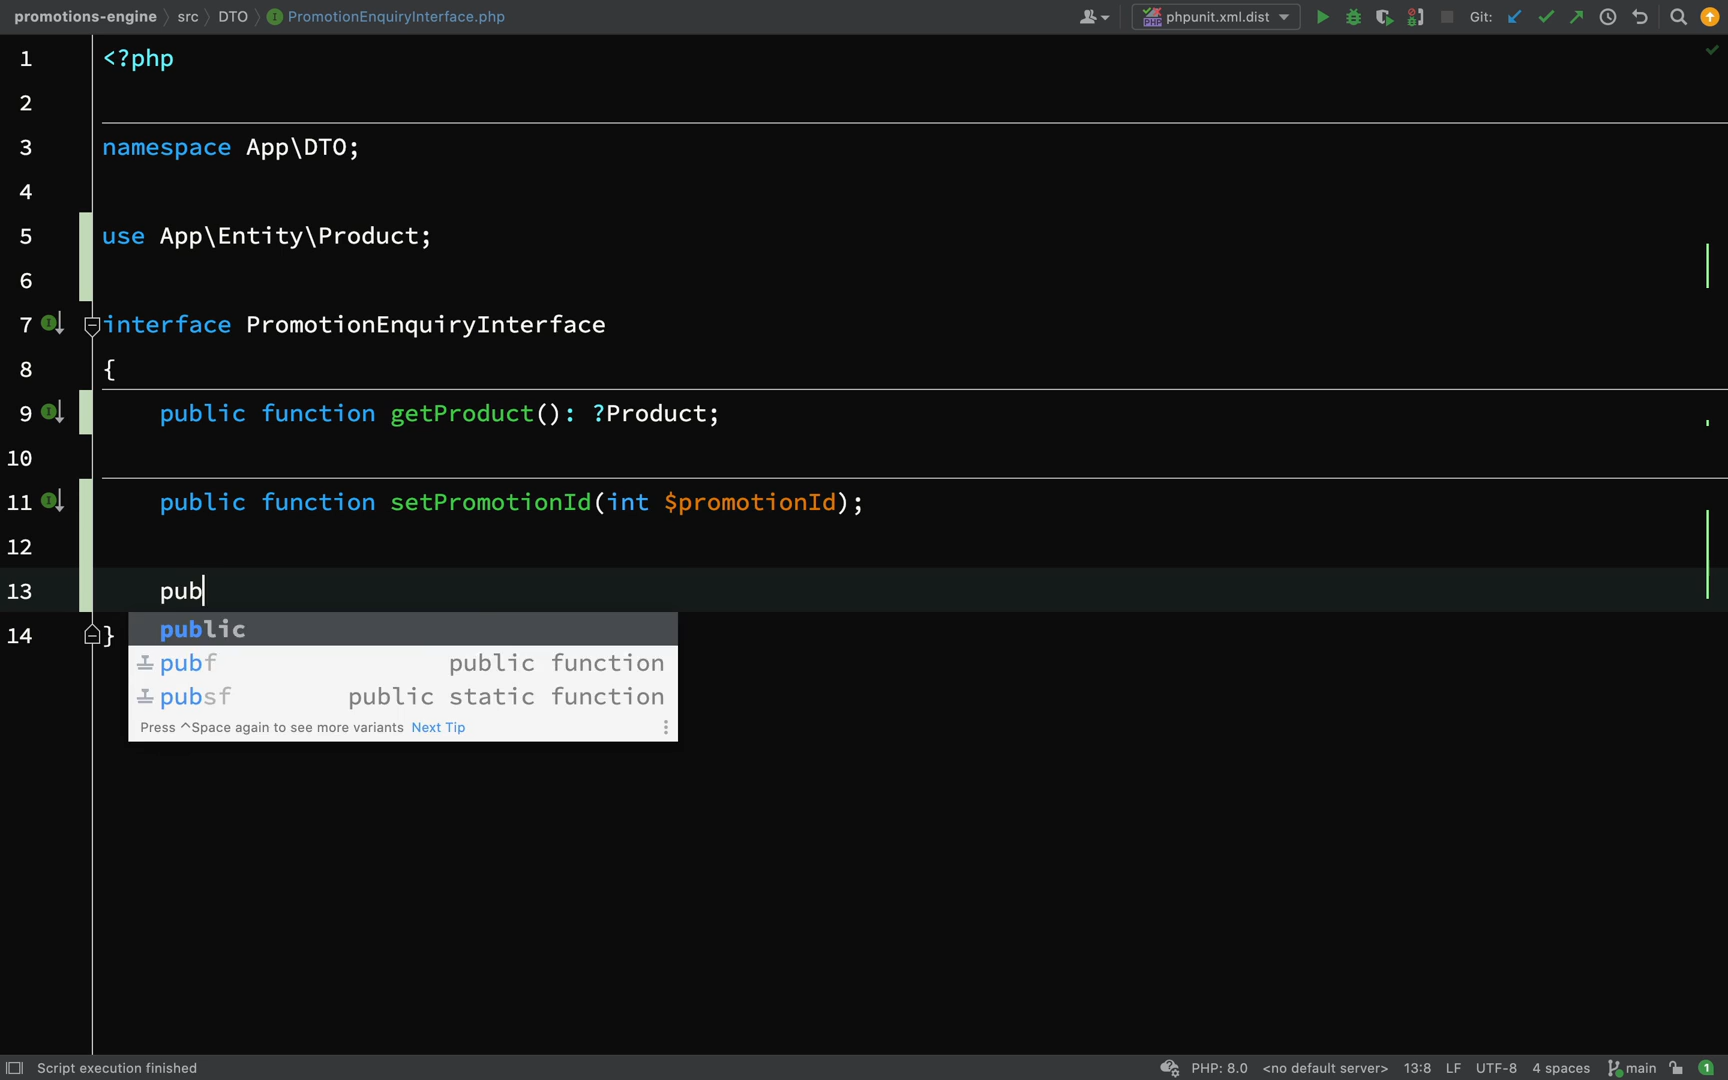 promotions-engine src DTO PromotionEnquiryInterface.php phpunit.xml.dist Git:
1 <?php
2
3 namespace App\DTO;
4
5 use App\Entity\Product;
6
7 interface PromotionEnquiryInterface
8 {
9 public function getProduct(): ?Product;
10
11 public function setPromotionId(int $promotionId);
12
13 pub
public
14 }
pubf public function
pubsf public static function
Press ^Space again to see more variants Next Tip
Script execution finished PHP: 8.0 <no default server> 13:8 LF UTF-8 4 spaces main 1